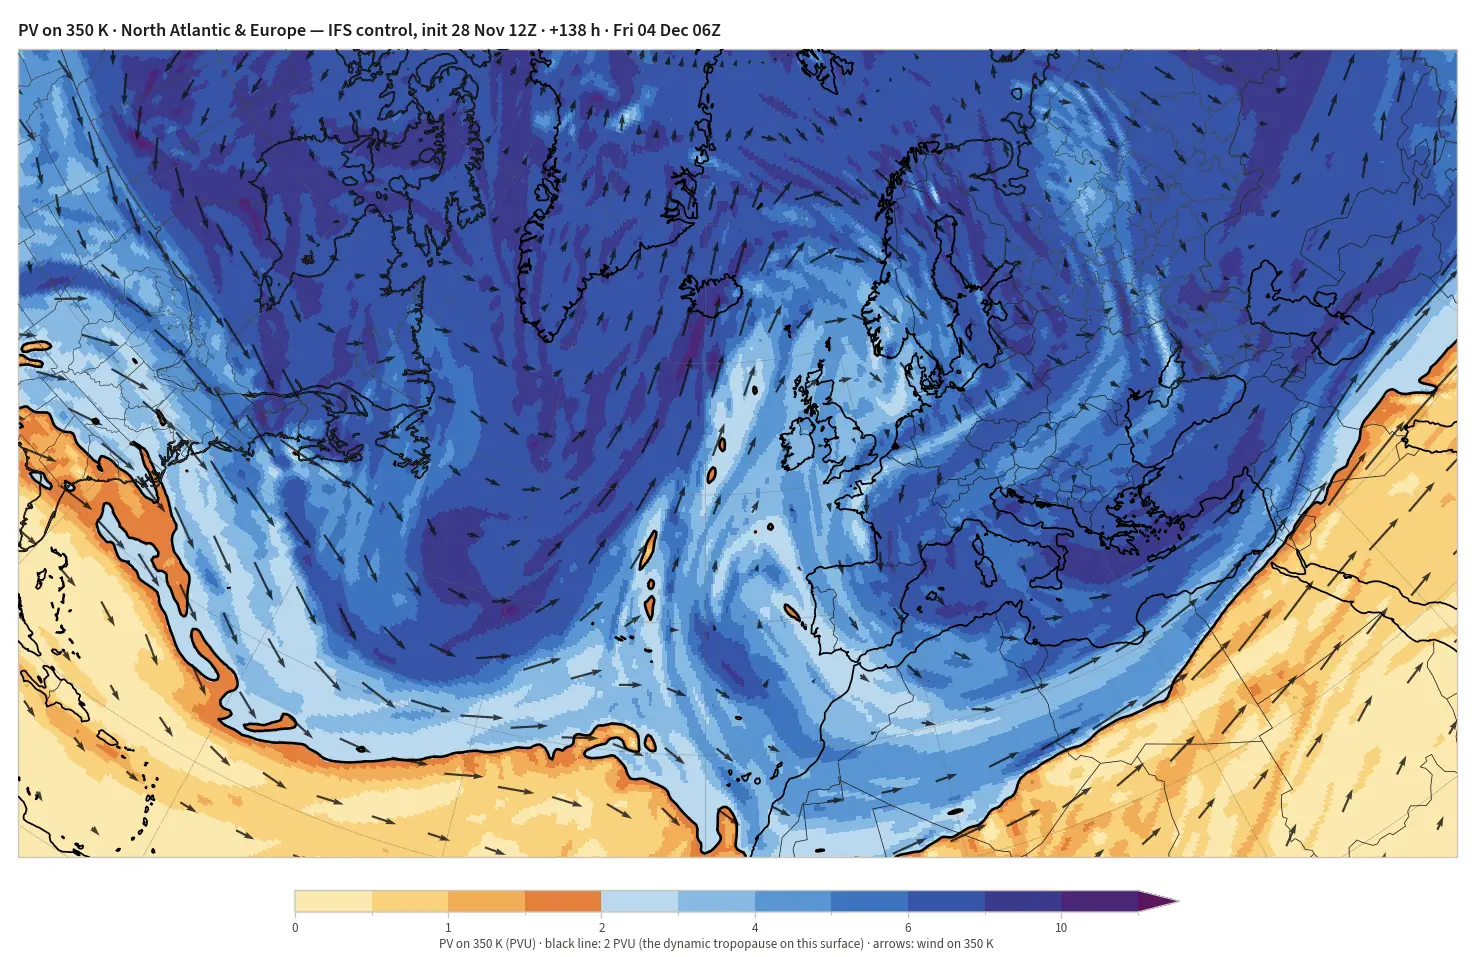 PV on 350 K · North Atlantic & Europe — IFS control, init 28 Nov 12Z · +138 h · Fri 04 Dec 06Z
0 1 2 4 6 10
PV on 350 K (PVU) · black line: 2 PVU (the dynamic tropopause on this surface) · arrows: wind on 350 K